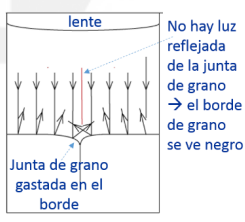 lente
No hay luz
reflejada
de la junta
de grano
→ el borde
de grano
se ve negro
Junta de grano
gastada en el
borde